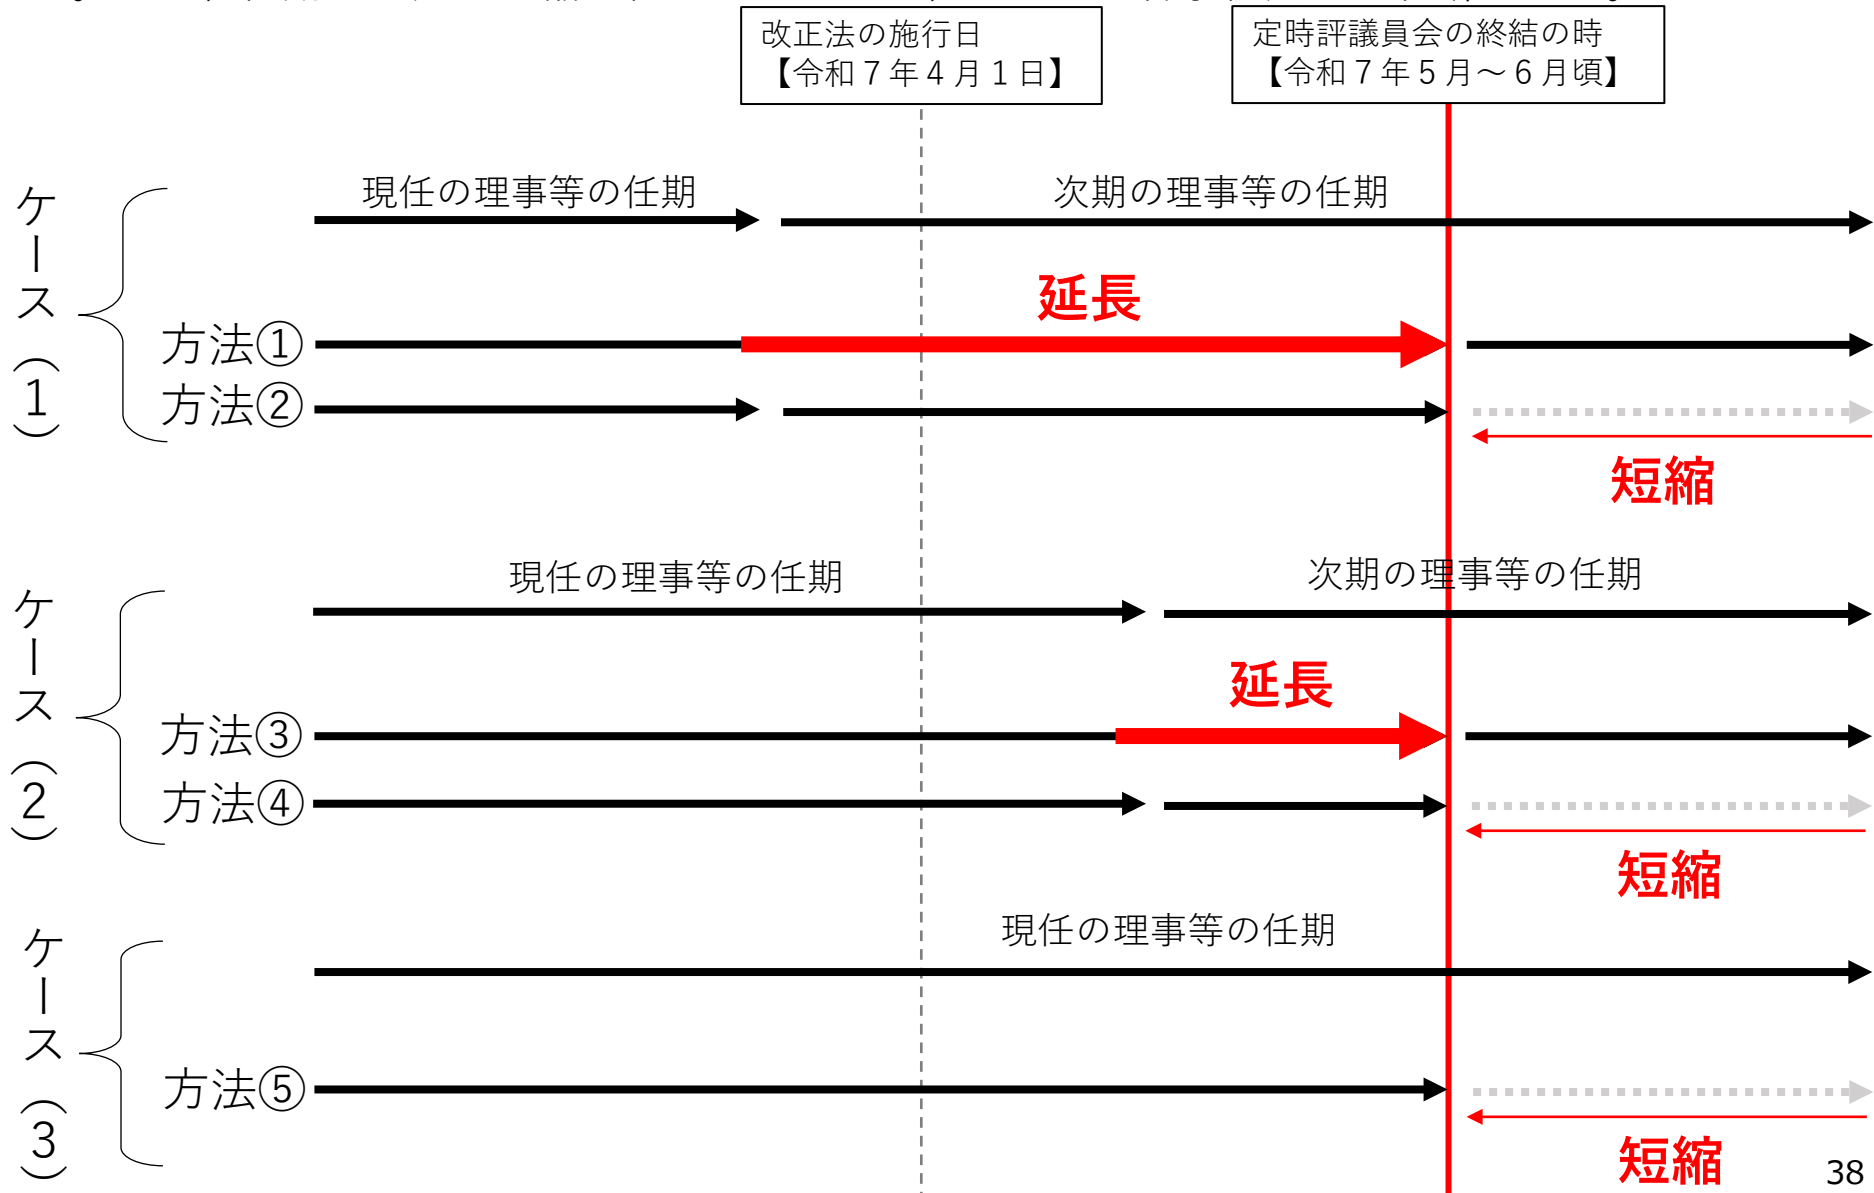 改正法の施行日
【令和７年４月１日】
定時評議員会の終結の時
【令和７年５月～６月頃】
ケース（１）
現任の理事等の任期
次期の理事等の任期
延長
方法①
方法②
短縮
ケース（２）
現任の理事等の任期
次期の理事等の任期
延長
方法③
方法④
短縮
ケース（３）
現任の理事等の任期
方法⑤
短縮
38